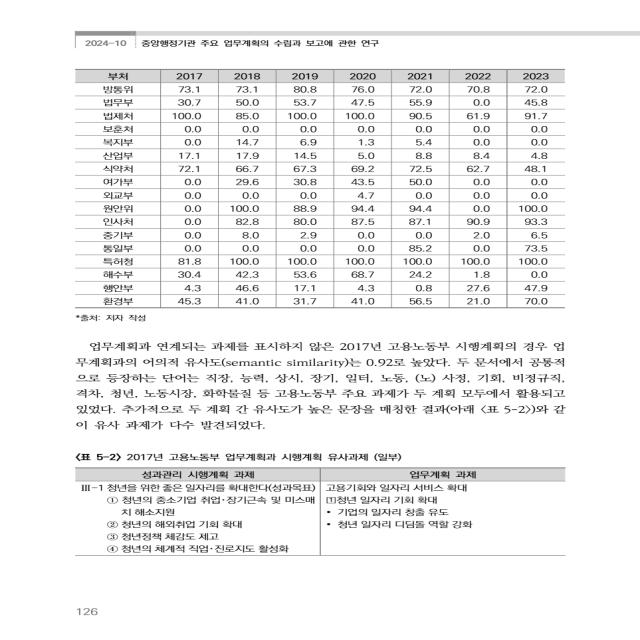 2024-10 중앙행정기관 주요 업무계획의 수립과 보고에 관한 연구
부처 2017 2018 2019 2020 2021 2022 2023
방통위 73.1 73.1 80.8 76.0 72.0 70.8 72.0
법무부 30.7 50.0 53.7 47.5 55.9 0.0 45.8
법제처 100.0 85.0 100.0 100.0 90.5 61.9 91.7
보훈처 0.0 0.0 0.0 0.0 0.0 0.0 0.0
복지부 0.0 14.7 6.9 1.3 5.4 0.0 0.0
산업부 17.1 17.9 14.5 5.0 8.8 8.4 4.8
식약처 72.1 66.7 67.3 69.2 72.5 62.7 48.1
여가부 0.0 29.6 30.8 43.5 50.0 0.0 0.0
외교부 0.0 0.0 0.0 4.7 0.0 0.0 0.0
원안위 0.0 100.0 88.9 94.4 94.4 0.0 100.0
인사처 0.0 82.8 80.0 87.5 87.1 90.9 93.3
중기부 0.0 8.0 2.9 0.0 0.0 2.0 6.5
통일부 0.0 0.0 0.0 0.0 85.2 0.0 73.5
특허청 81.8 100.0 100.0 100.0 100.0 100.0 100.0
해수부 30.4 42.3 53.6 68.7 24.2 1.8 0.0
행안부 4.3 46.6 17.1 4.3 0.8 27.6 47.9
환경부 45.3 41.0 31.7 41.0 56.5 21.0 70.0
*출처: 저자 작성
업무계획과 연계되는 과제를 표시하지 않은 2017년 고용노동부 시행계획의 경우 업
무계획과의 어의적 유사도(semantic similarity)는 0.92로 높았다. 두 문서에서 공통적
으로 등장하는 단어는 직장, 능력, 상시, 장기, 일터, 노동, (노) 사정, 기회, 비정규직,
격차, 청년, 노동시장, 화학물질 등 고용노동부 주요 과제가 두 계획 모두에서 활용되고
있었다. 추가적으로 두 계획 간 유사도가 높은 문장을 매칭한 결과(아래 〈표 5-2〉)와 같
이 유사 과제가 다수 발견되었다.
〈표 5-2〉 2017년 고용노동부 업무계획과 시행계획 유사과제 (일부)
성과관리 시행계획 과제 업무계획 과제
Ⅲ-1 청년을 위한 좋은 일자리를 확대한다(성과목표) 고용기회와 일자리 서비스 확대
① 청년의 중소기업 취업·장기근속 및 미스매 1청년 일자리 기회 확대
치 해소지원 • 기업의 일자리 창출 유도
② 청년의 해외취업 기회 확대 • 청년 일자리 디딤돌 역할 강화
③ 청년정책 체감도 제고
④ 청년의 체계적 직업·진로지도 활성화
126